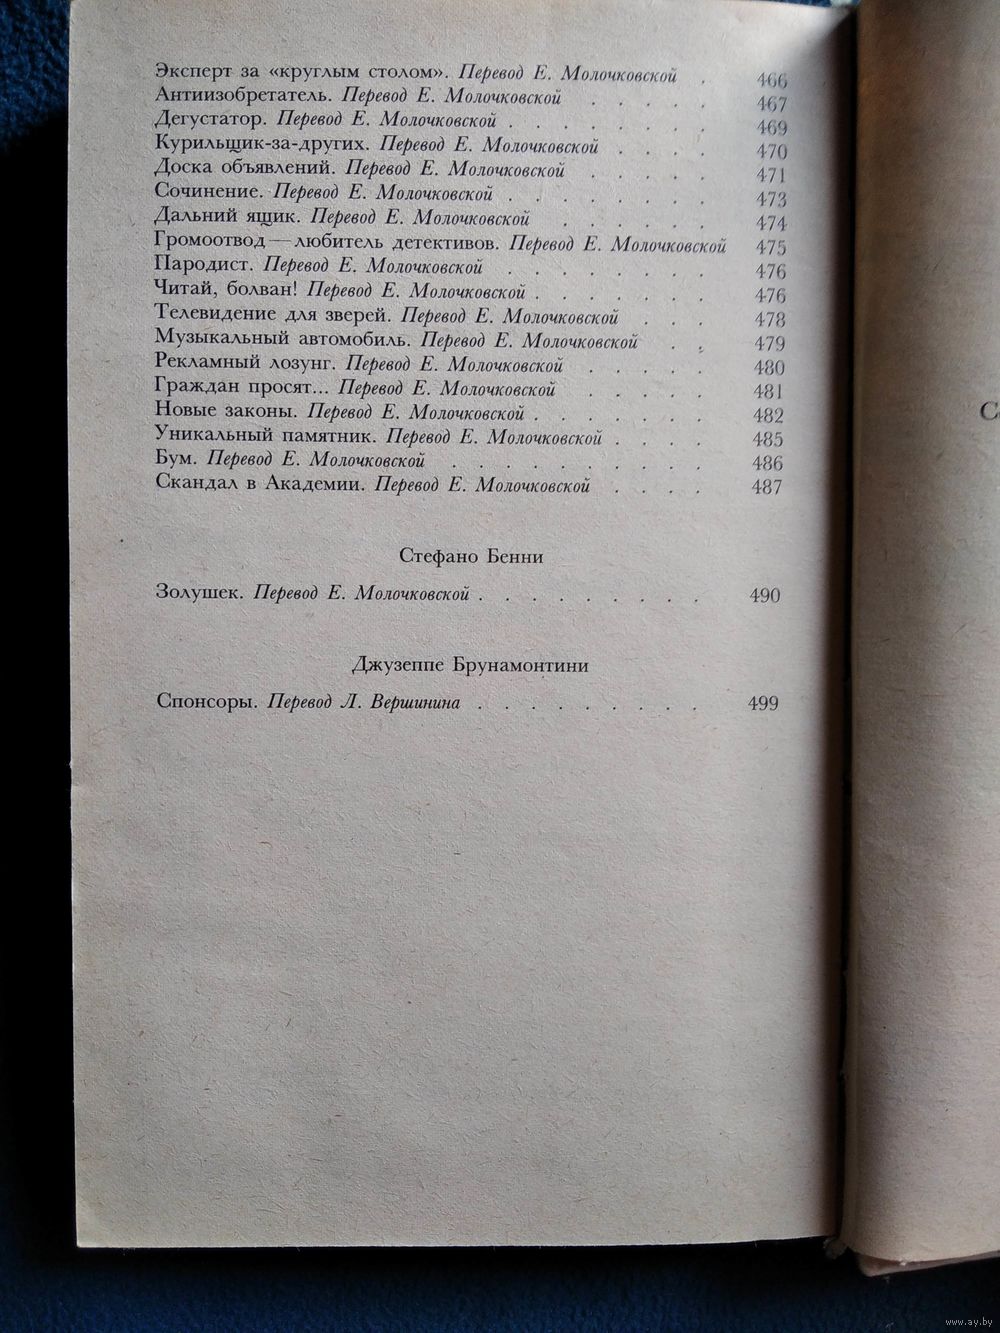 Эксперт за «круглым столом». Перевод Е. Молочковской . 466
Антиизобретатель. Перевод Е. Молочковской . . . . . 467
Дегустатор. Перевод Е. Молочковской . . . . . . . . 469
Курильщик-за-других. Перевод Е. Молочковской . . . . 470
Доска объявлений. Перевод Е. Молочковской . . . . . 471
Сочинение. Перевод Е. Молочковской . . . . . . . . 473
Дальний ящик. Перевод Е. Молочковской . . . . . . 474
Громоотвод — любитель детективов. Перевод Е. Молочковской 475
Пародист. Перевод Е. Молочковской . . . . . . . . 476
Читай, болван! Перевод Е. Молочковской . . . . . . . 476
Телевидение для зверей. Перевод Е. Молочковской . . . 478
Музыкальный автомобиль. Перевод Е. Молочковской . . 479
Рекламный лозунг. Перевод Е. Молочковской . . . . . 480
Граждан просят... Перевод Е. Молочковской . . . . . 481
Новые законы. Перевод Е. Молочковской . . . . . . . 482
Уникальный памятник. Перевод Е. Молочковской . . . . 485
Бум. Перевод Е. Молочковской . . . . . . . . . . 486
Скандал в Академии. Перевод Е. Молочковской . . . . 487
Стефано Бенни
Золушек. Перевод Е. Молочковской . . . . . . . . . 490
Джузеппе Брунамонтини
Спонсоры. Перевод Л. Вершинина . . . . . . . . . 499
www.ay.by